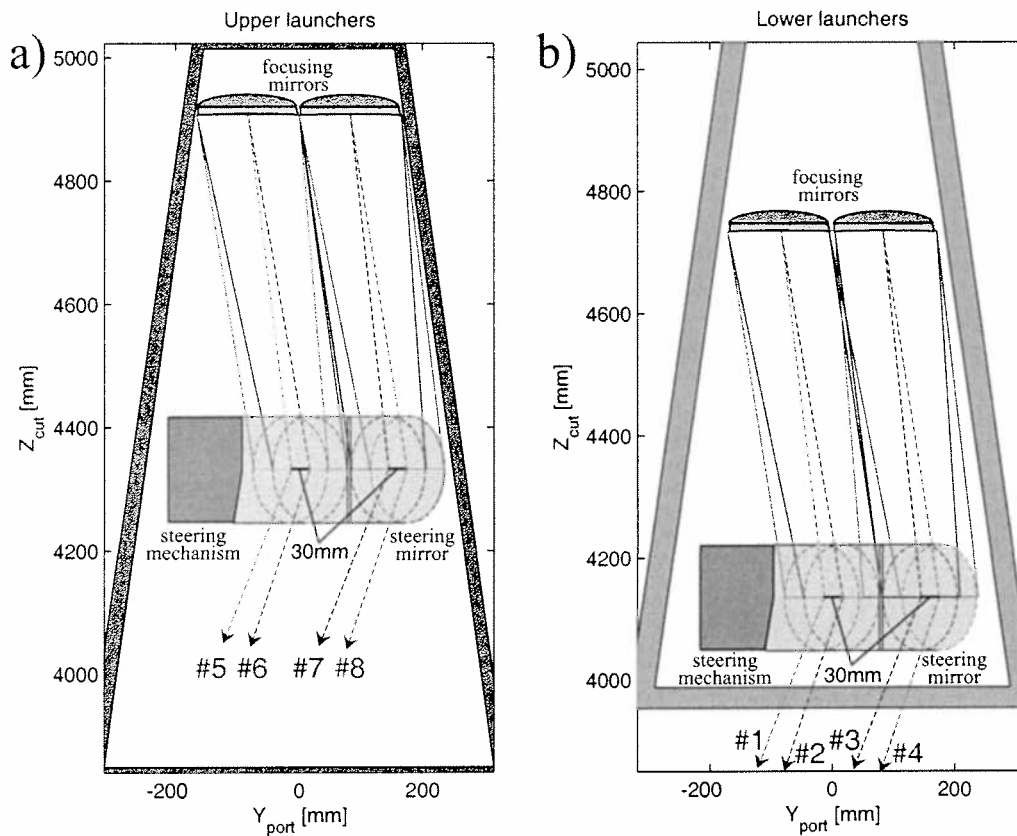 a)
Upper launchers
focusing
mirrors
5000
4800
4600
4400
4200
4000
Z_cut [mm]
steering
mechanism
30mm
steering
mirror
#5 #6 #7 #8
-200 0 200
Y_port [mm]
b)
Lower launchers
focusing
mirrors
5000
4800
4600
4400
4200
4000
Z_cut [mm]
steering
mechanism
30mm
steering
mirror
#1 #2 #3 #4
-200 0 200
Y_port [mm]